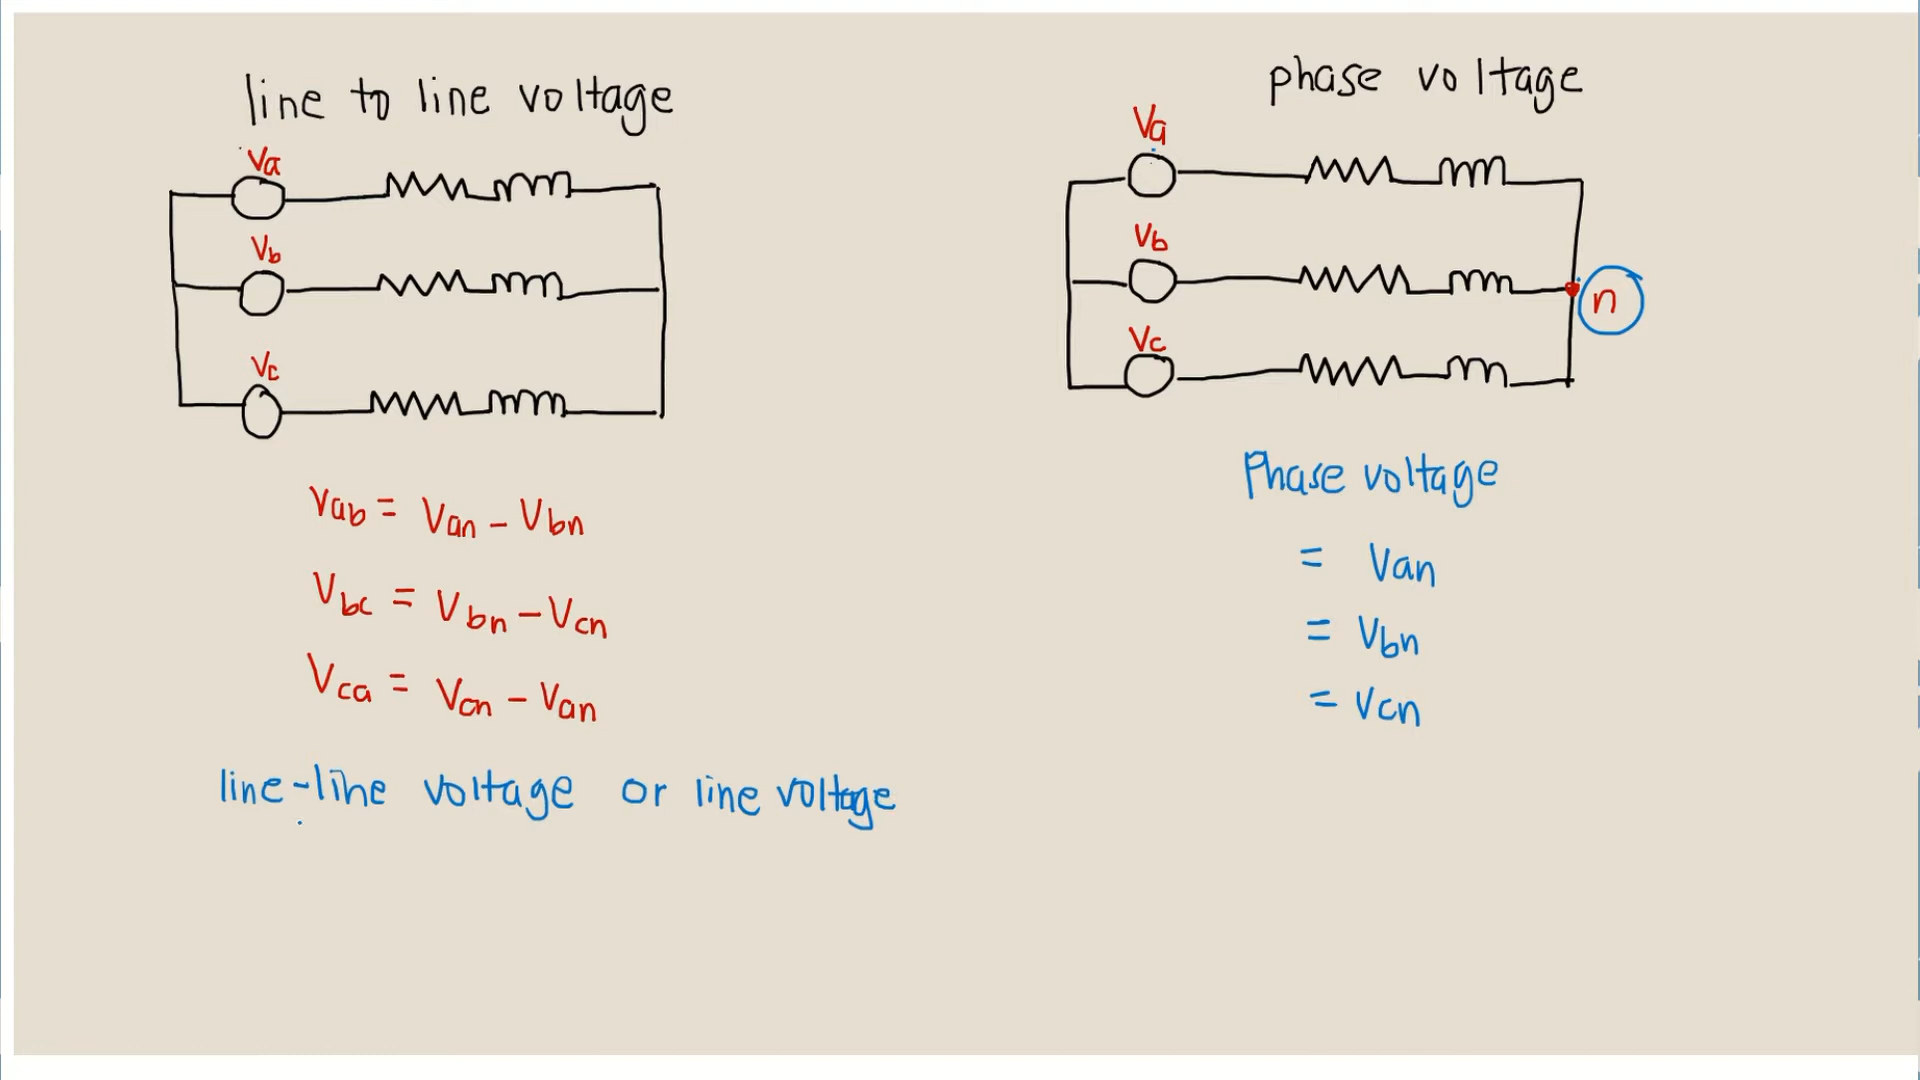 line to line voltage
Va
Vb
Vc
Vab = Van - Vbn
Vbc = Vbn - Vcn
Vca = Vcn - Van
line-line voltage or line voltage
phase voltage
Va
Vb
Vc
n
Phase voltage
= Van
= Vbn
= Vcn